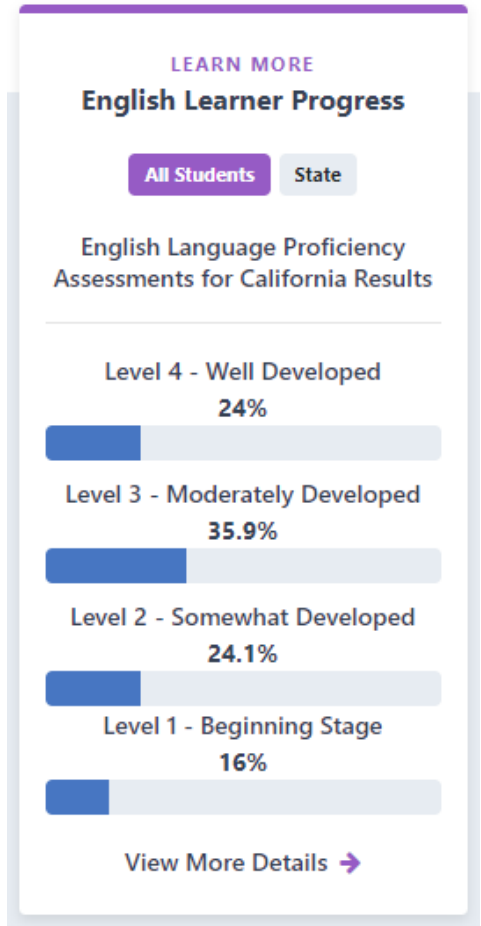 LEARN MORE
English Learner Progress
All Students State
English Language Proficiency
Assessments for California Results
Level 4 - Well Developed
24%
Level 3 - Moderately Developed
35.9%
Level 2 - Somewhat Developed
24.1%
Level 1 - Beginning Stage
16%
View More Details